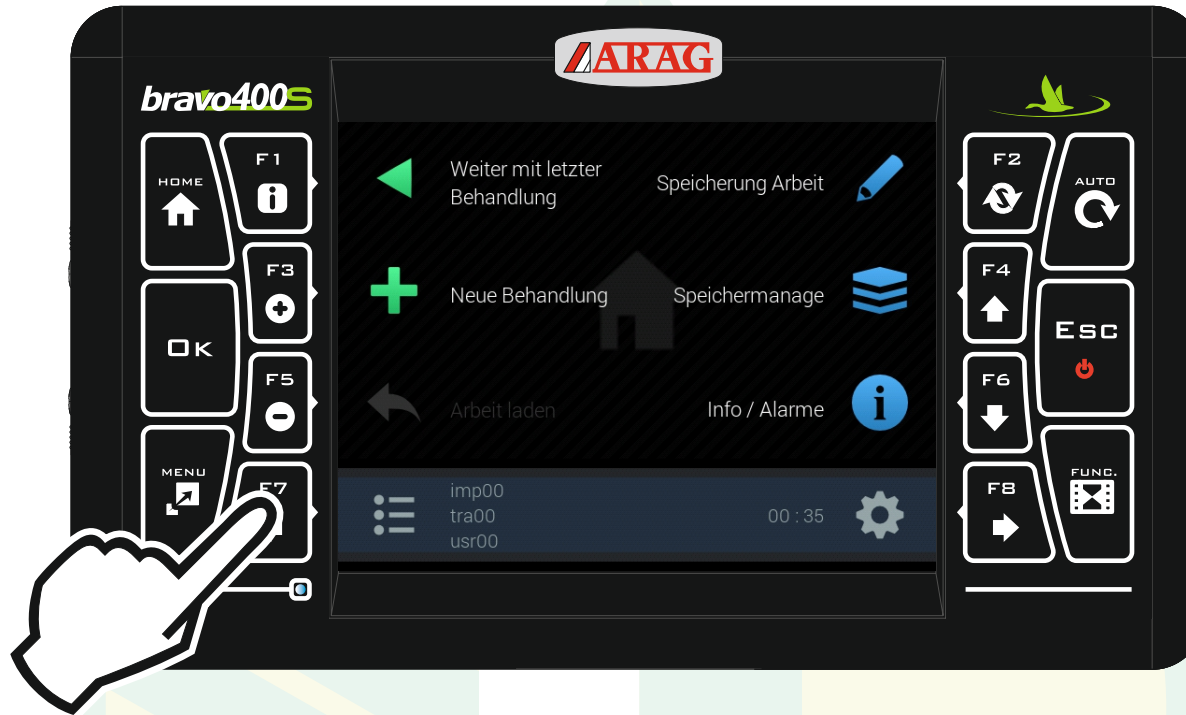 ARAG
bravo400S
HOME
F1
F3
OK
F5
MENU
F7
Weiter mit letzter
Behandlung
Speicherung Arbeit
Neue Behandlung
Speichermanage
Arbeit laden
Info / Alarme
imp00
tra00
usr00
00 : 35
F2
AUTO
F4
ESC
F6
FUNC.
F8